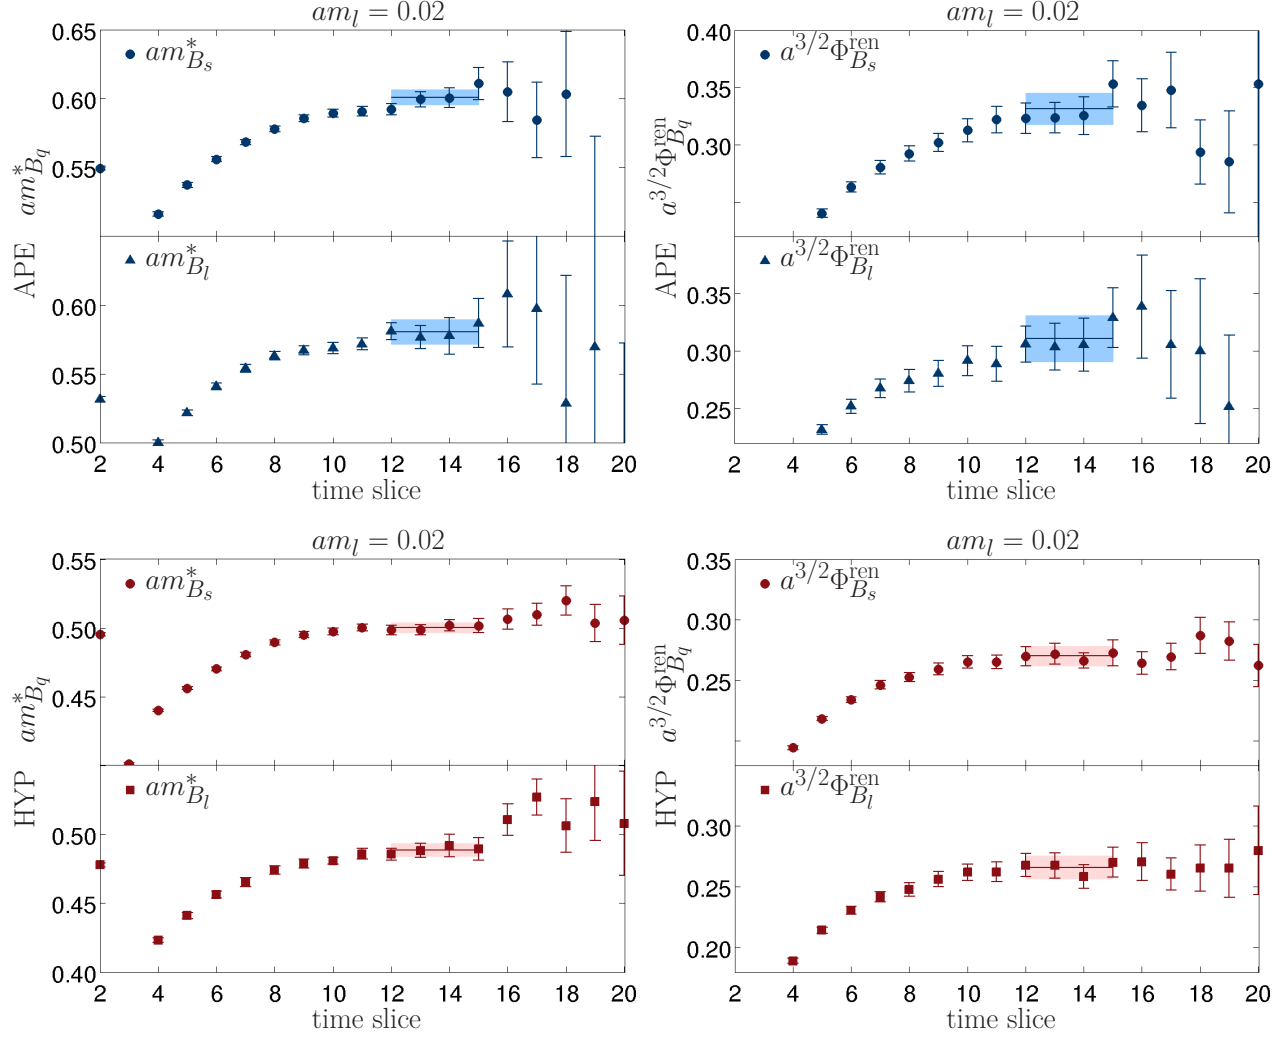 am_l = 0.02
0.65
am*_{B_s}
0.60
0.55
am*_{B_q}
am*_{B_l}
0.60
0.55
0.50
APE
2 4 6 8 10 12 14 16 18 20
time slice
am_l = 0.02
0.40
a^{3/2}Φ^{ren}_{B_s}
0.35
0.30
a^{3/2}Φ^{ren}_{B_q}
a^{3/2}Φ^{ren}_{B_l}
0.35
0.30
0.25
APE
2 4 6 8 10 12 14 16 18 20
time slice
am_l = 0.02
0.55
am*_{B_s}
0.50
0.45
am*_{B_q}
am*_{B_l}
0.50
0.45
0.40
HYP
2 4 6 8 10 12 14 16 18 20
time slice
am_l = 0.02
0.35
a^{3/2}Φ^{ren}_{B_s}
0.30
0.25
a^{3/2}Φ^{ren}_{B_q}
a^{3/2}Φ^{ren}_{B_l}
0.30
0.25
0.20
HYP
2 4 6 8 10 12 14 16 18 20
time slice